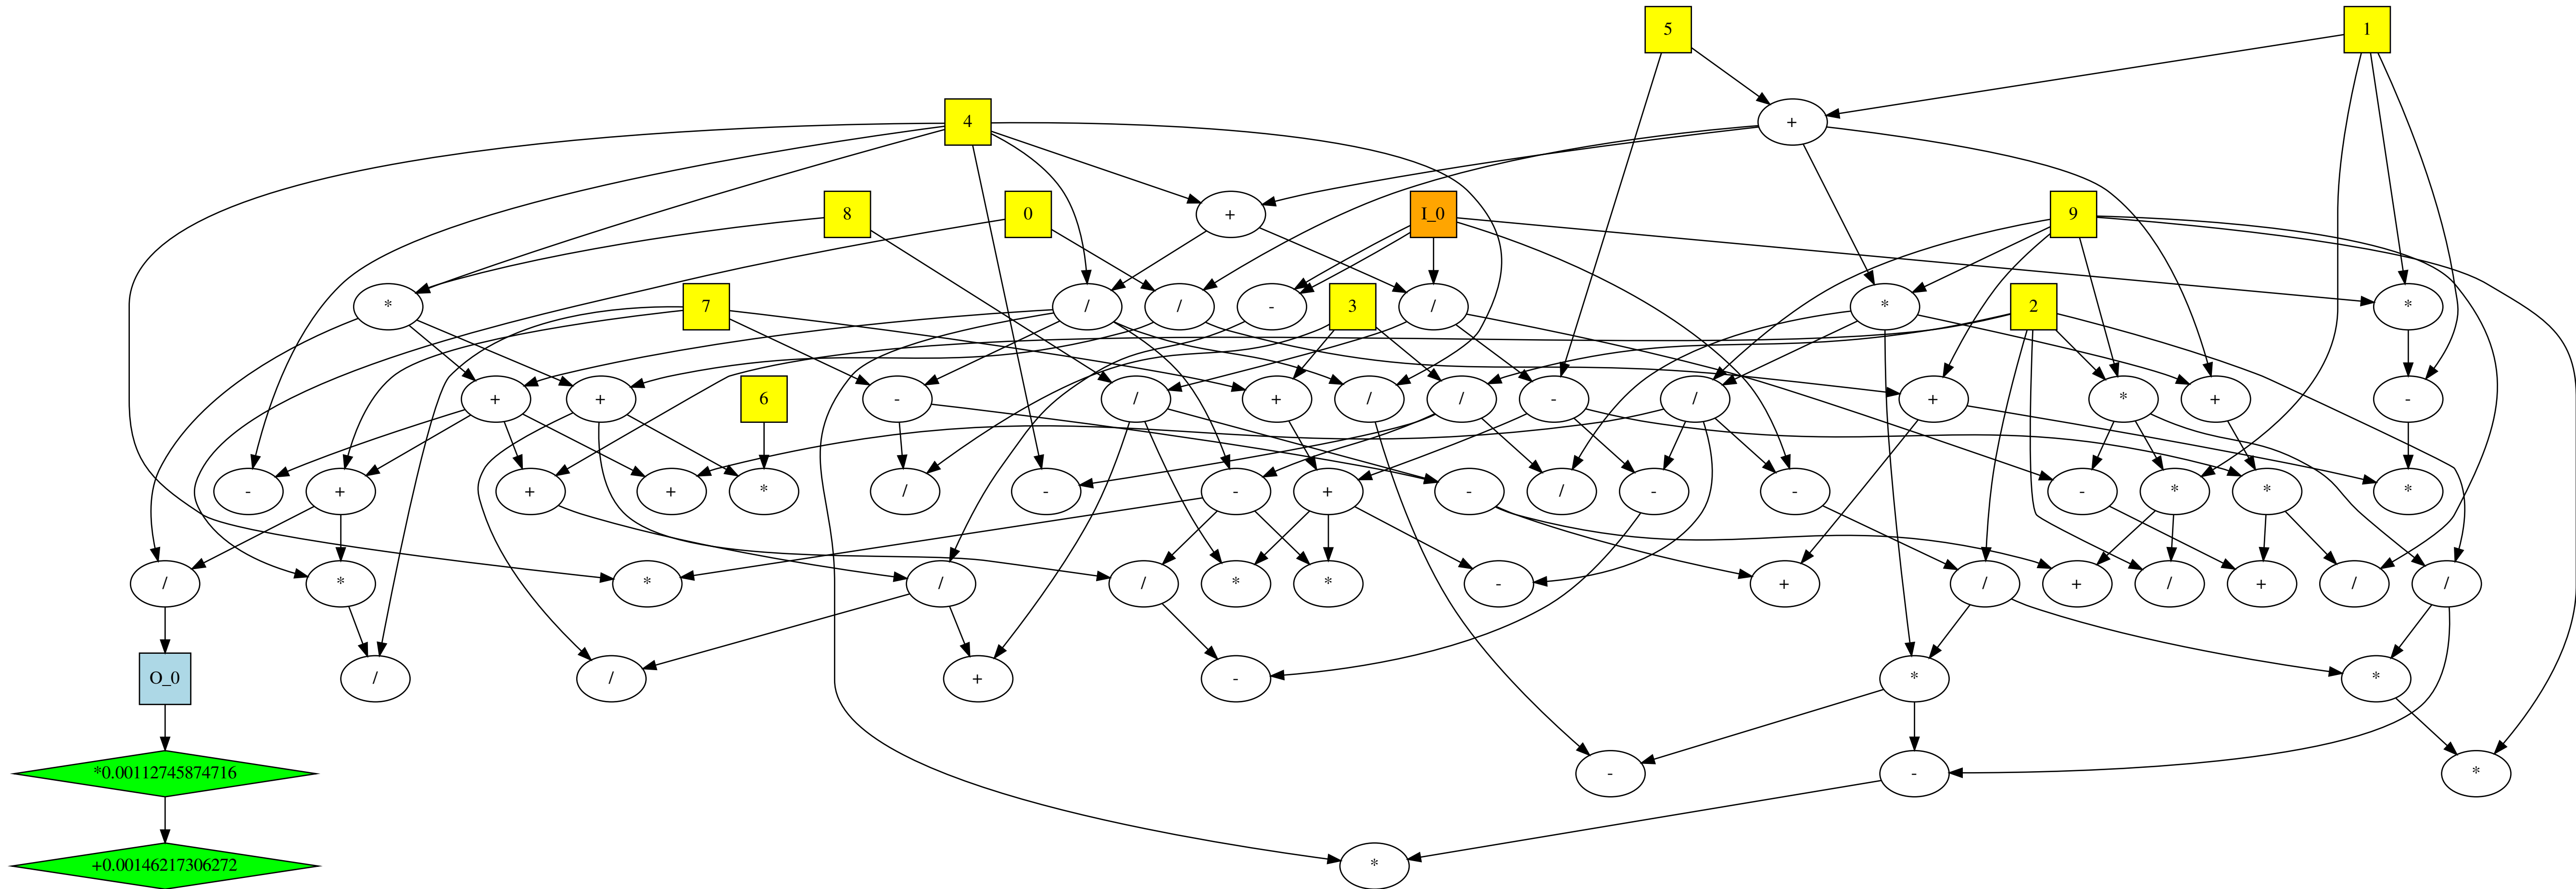 5 1
4 +
8 0 + I_0 9
* 7 / / - 3 / * 2 *
+ + 6 - / + / / - / + * + -
- + + + * / - - + - / - - - * * *
/ * * / / * * - + / + / + / /
O_0 / / + - * *
*0.00112745874716 - - *
+0.00146217306272 *